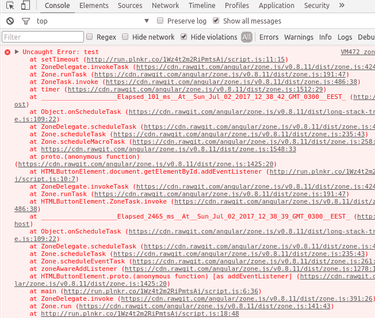 Console Elements Sources Network Timeline Profiles Application Security
top Preserve log Show all messages
Filter Regex Hide network Hide violations All Errors Warnings Info Logs Debug
Uncaught Error: test VM472 zone
at setTimeout (http://run.plnkr.co/1Wz4t2m2RiPmtsAj/script.js:11:15)
at ZoneDelegate.invokeTask (https://cdn.rawgit.com/angular/zone.js/v0.8.11/dist/zone.js:424
at Zone.runTask (https://cdn.rawgit.com/angular/zone.js/v0.8.11/dist/zone.js:191:47)
at ZoneTask.invoke (https://cdn.rawgit.com/angular/zone.js/v0.8.11/dist/zone.js:486:38)
at timer (https://cdn.rawgit.com/angular/zone.js/v0.8.11/dist/zone.js:1512:29)
at _____________Elapsed_101_ms__At__Sun_Jul_02_2017_12_38_42_GMT_0300__EEST_ (http://localh
ost)
at Object.onScheduleTask (https://cdn.rawgit.com/angular/zone.js/v0.8.11/dist/long-stack-tr
e.js:109:22)
at ZoneDelegate.scheduleTask (https://cdn.rawgit.com/angular/zone.js/v0.8.11/dist/zone.js:4
at Zone.scheduleTask (https://cdn.rawgit.com/angular/zone.js/v0.8.11/dist/zone.js:235:43)
at Zone.scheduleMacroTask (https://cdn.rawgit.com/angular/zone.js/v0.8.11/dist/zone.js:258:
at https://cdn.rawgit.com/angular/zone.js/v0.8.11/dist/zone.js:1548:33
at proto.(anonymous function)
(https://cdn.rawgit.com/angular/zone.js/v0.8.11/dist/zone.js:1425:20)
at HTMLButtonElement.document.getElementById.addEventListener (http://run.plnkr.co/1Wz4t2m2
j/script.js:10:7)
at ZoneDelegate.invokeTask (https://cdn.rawgit.com/angular/zone.js/v0.8.11/dist/zone.js:424
at Zone.runTask (https://cdn.rawgit.com/angular/zone.js/v0.8.11/dist/zone.js:191:47)
at HTMLButtonElement.ZoneTask.invoke (https://cdn.rawgit.com/angular/zone.js/v0.8.11/dist/z
486:38)
at _____________Elapsed_2465_ms__At__Sun_Jul_02_2017_12_38_39_GMT_0300__EEST_ (http:
host)
at Object.onScheduleTask (https://cdn.rawgit.com/angular/zone.js/v0.8.11/dist/long-stack-tr
e.js:109:22)
at ZoneDelegate.scheduleTask (https://cdn.rawgit.com/angular/zone.js/v0.8.11/dist/zone.js:4
at Zone.scheduleTask (https://cdn.rawgit.com/angular/zone.js/v0.8.11/dist/zone.js:235:43)
at Zone.scheduleEventTask (https://cdn.rawgit.com/angular/zone.js/v0.8.11/dist/zone.js:261:
at zoneAwareAddListener (https://cdn.rawgit.com/angular/zone.js/v0.8.11/dist/zone.js:1278:1
at HTMLButtonElement.proto.(anonymous function) [as addEventListener] (https://cdn.rawgit.c
ular/zone.js/v0.8.11/dist/zone.js:1425:20)
at main (http://run.plnkr.co/1Wz4t2m2RiPmtsAj/script.js:6:36)
at ZoneDelegate.invoke (https://cdn.rawgit.com/angular/zone.js/v0.8.11/dist/zone.js:391:26)
at Zone.run (https://cdn.rawgit.com/angular/zone.js/v0.8.11/dist/zone.js:141:43)
at http://run.plnkr.co/1Wz4t2m2RiPmtsAj/script.js:18:48